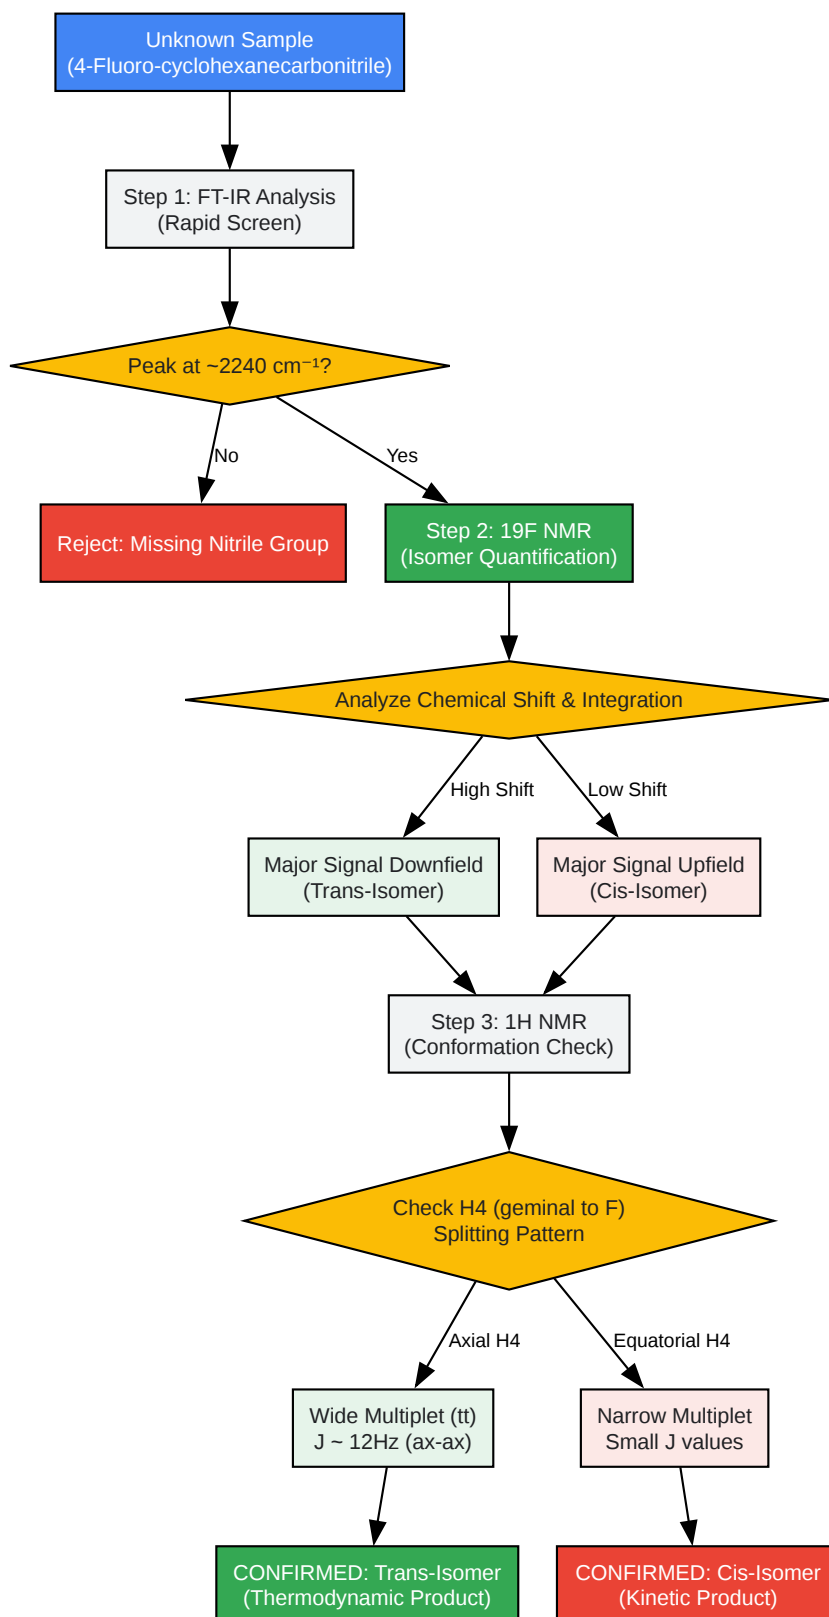 Unknown Sample
(4-Fluoro-cyclohexanecarbonitrile)
Step 1: FT-IR Analysis
(Rapid Screen)
Peak at ~2240 cm⁻¹?
No
Yes
Reject: Missing Nitrile Group
Step 2: 19F NMR
(Isomer Quantification)
Analyze Chemical Shift & Integration
High Shift
Low Shift
Major Signal Downfield
(Trans-Isomer)
Major Signal Upfield
(Cis-Isomer)
Step 3: 1H NMR
(Conformation Check)
Check H4 (geminal to F)
Splitting Pattern
Axial H4
Equatorial H4
Wide Multiplet (tt)
J ~ 12Hz (ax-ax)
Narrow Multiplet
Small J values
CONFIRMED: Trans-Isomer
(Thermodynamic Product)
CONFIRMED: Cis-Isomer
(Kinetic Product)